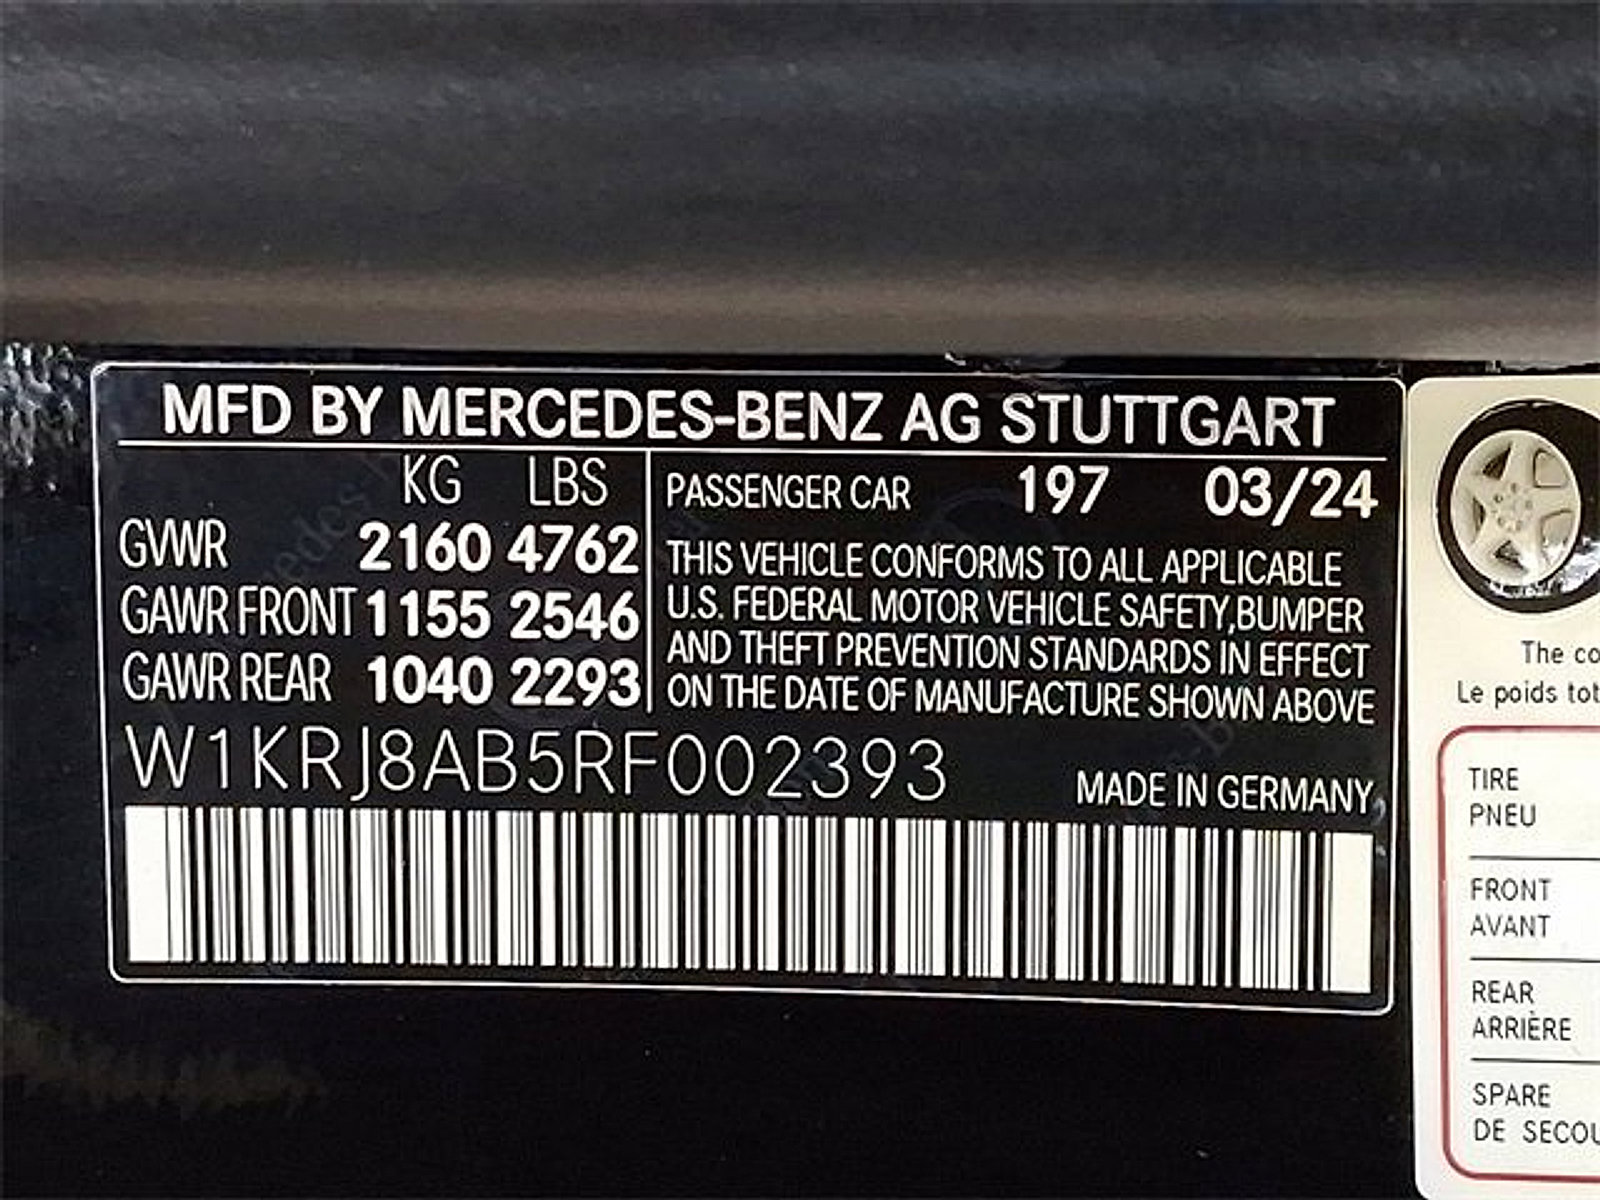 MFD BY MERCEDES-BENZ AG STUTTGART
KG LBS
GVWR 2160 4762
GAWR FRONT 1155 2546
GAWR REAR 1040 2293
PASSENGER CAR 197 03/24
THIS VEHICLE CONFORMS TO ALL APPLICABLE
U.S. FEDERAL MOTOR VEHICLE SAFETY,BUMPER
AND THEFT PREVENTION STANDARDS IN EFFECT
ON THE DATE OF MANUFACTURE SHOWN ABOVE
W1KRJ8AB5RF002393
MADE IN GERMANY
The co
Le poids tot
TIRE
PNEU
FRONT
AVANT
REAR
ARRIÈRE
SPARE
DE SECOU